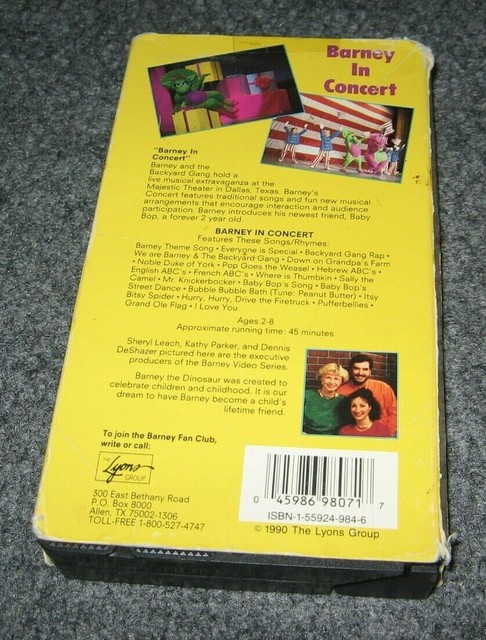 Barney
In
Concert
"Barney In
Concert"
Barney and the
Backyard Gang hold a
live musical extravaganza at the
Majestic Theater in Dallas, Texas. Barney's
Concert features traditional songs and fun new musical
arrangements that encourage interaction and audience
participation. Barney introduces his newest friend, Baby
Bop, a forever 2 year old.
BARNEY IN CONCERT
Features These Songs/Rhymes:
Barney Theme Song • Everyone is Special • Backyard Gang Rap •
We are Barney & The Backyard Gang • Down on Grandpa's Farm
• Noble Duke of York • Pop Goes the Weasel • Hebrew ABC's •
English ABC's • French ABC's • Where is Thumbkin • Sally the
Camel • Mr. Knickerbocker • Baby Bop's Song • Baby Bop's
Street Dance • Bubble Bubble Bath (Tune: Peanut Butter) • Itsy
Bitsy Spider • Hurry, Hurry, Drive the Firetruck • Pufferbellies •
Grand Ole Flag • I Love You
Ages 2-8
Approximate running time: 45 minutes
Sheryl Leach, Kathy Parker, and Dennis
DeShazer pictured here are the executive
producers of the Barney Video Series.
Barney the Dinosaur was created to
celebrate children and childhood. It is our
dream to have Barney become a child's
lifetime friend.
To join the Barney Fan Club,
write or call:
THE
Lyons
GROUP
300 East Bethany Road
P.O. Box 8000
Allen, TX 75002-1306
TOLL-FREE 1-800-527-4747
0 45986 98071 7
ISBN-1-55924-984-6
© 1990 The Lyons Group